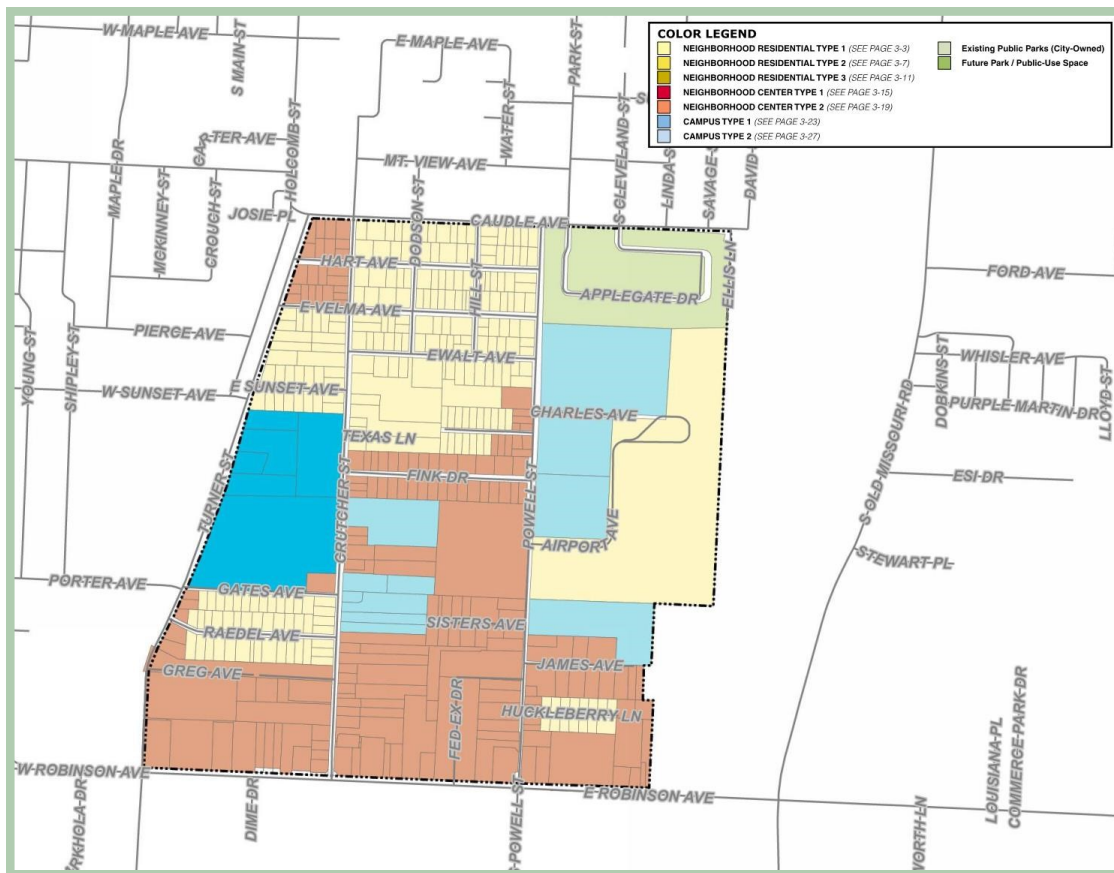 COLOR LEGEND
NEIGHBORHOOD RESIDENTIAL TYPE 1 (SEE PAGE 3-3)
NEIGHBORHOOD RESIDENTIAL TYPE 2 (SEE PAGE 3-7)
NEIGHBORHOOD RESIDENTIAL TYPE 3 (SEE PAGE 3-11)
NEIGHBORHOOD CENTER TYPE 1 (SEE PAGE 3-15)
NEIGHBORHOOD CENTER TYPE 2 (SEE PAGE 3-19)
CAMPUS TYPE 1 (SEE PAGE 3-23)
CAMPUS TYPE 2 (SEE PAGE 3-27)
Existing Public Parks (City-Owned)
Future Park / Public-Use Space
W MAPLE AVE
S MAIN ST
E MAPLE AVE
PARK ST
WATER ST
HOLCOMB ST
MAPLE DR
MCKINNEY ST
CROUCH ST
MT. VIEW AVE
S CLEVELAND ST
DODSON ST
JOSIE PL
CAUDLE AVE
HART AVE
HILL ST
APPLEGATE DR
ELLIS LN
FORD AVE
E VELMA AVE
PIERCE AVE
YOUNG ST
SHIPLEY ST
EWALT AVE
WHISLER AVE
DOBKINS ST
LLOYD ST
W SUNSET AVE
E SUNSET AVE
CHARLES AVE
PURPLE MARTIN DR
TEXAS LN
S OLD MISSOURI RD
FINK DR
ESI DR
TURNER ST
CRUTCHER ST
POWELL ST
AIRPORT AVE
STEWART PL
PORTER AVE
GATES AVE
RAEDEL AVE
SISTERS AVE
GREG AVE
JAMES AVE
FED EX DR
HUCKLEBERRY LN
W ROBINSON AVE
E ROBINSON AVE
DIME DR
LOUISIANA PL
COMMERCE PARK DR